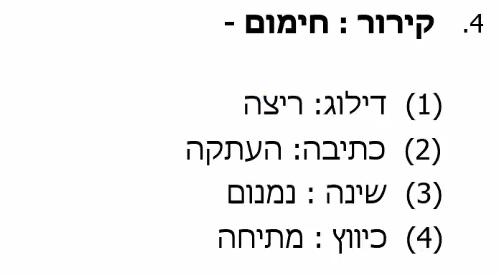 4. קירור : חימום -
(1) דילוג: ריצה
(2) כתיבה: העתקה
(3) שינה : נמנום
(4) כיווץ : מתיחה